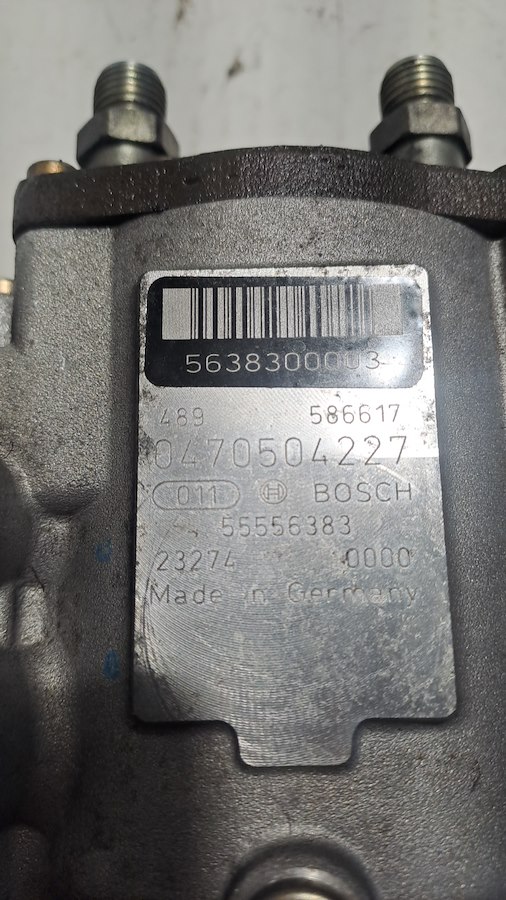 5638300003
489 586617
0470504227
011 BOSCH
55556383
23274 0000
Made in Germany